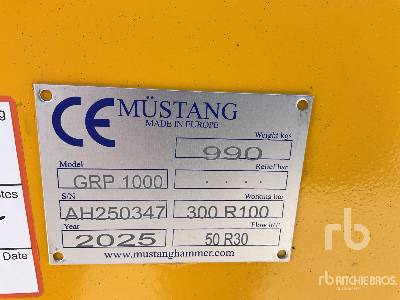 CE MÜSTANG
MADE IN EUROPE
Weight kgs
990
Model
Relief bar
GRP 1000
. . . .
S/N
Working bar
AH250347
300 R100
Year
2025
50 R30
www.mustanghammer.com
Date
rb
rb RITCHIE BROS.